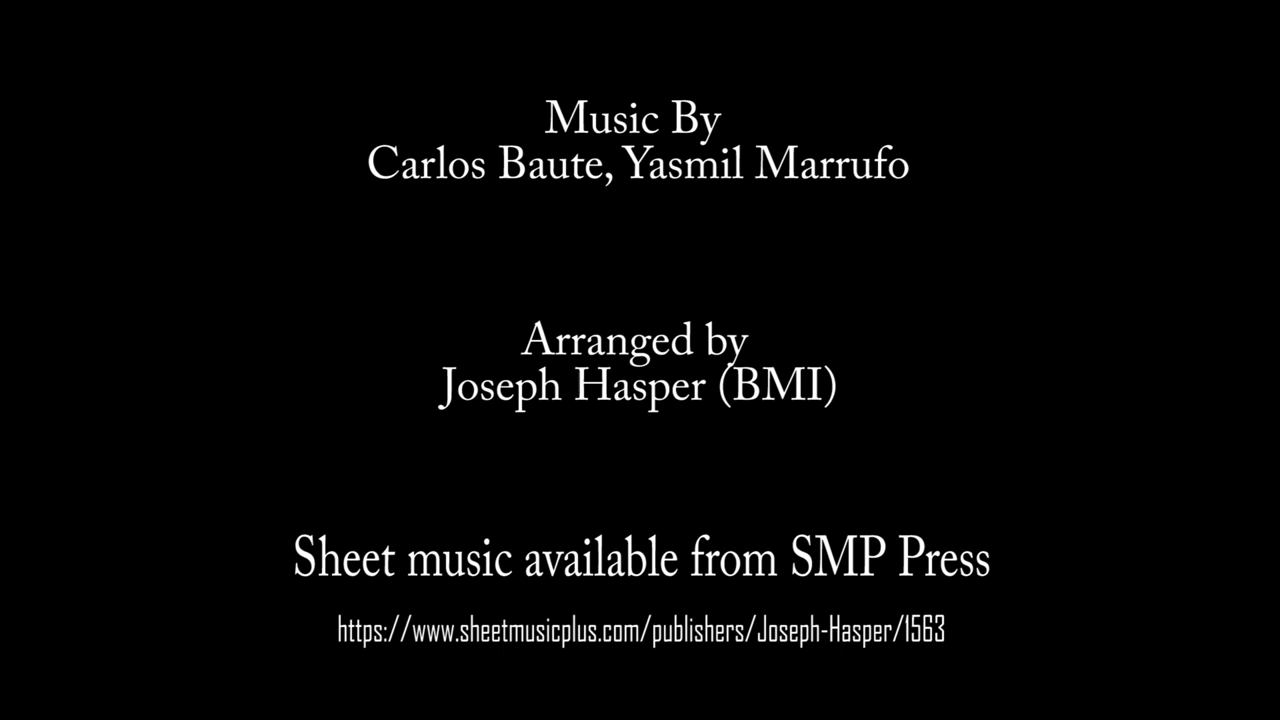 Music By
Carlos Baute, Yasmil Marrufo
Arranged by
Joseph Hasper (BMI)
Sheet music available from SMP Press
https://www.sheetmusicplus.com/publishers/Joseph-Hasper/1563